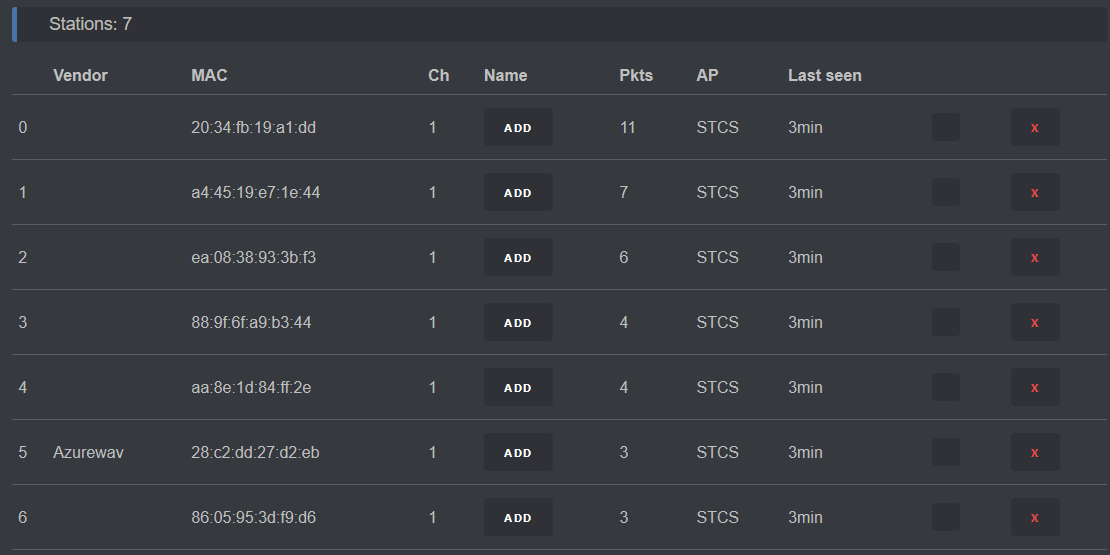 Stations: 7
Vendor MAC Ch Name Pkts AP Last seen
0 20:34:fb:19:a1:dd 1 ADD 11 STCS 3min x
1 a4:45:19:e7:1e:44 1 ADD 7 STCS 3min x
2 ea:08:38:93:3b:f3 1 ADD 6 STCS 3min x
3 88:9f:6f:a9:b3:44 1 ADD 4 STCS 3min x
4 aa:8e:1d:84:ff:2e 1 ADD 4 STCS 3min x
5 Azurewav 28:c2:dd:27:d2:eb 1 ADD 3 STCS 3min x
6 86:05:95:3d:f9:d6 1 ADD 3 STCS 3min x